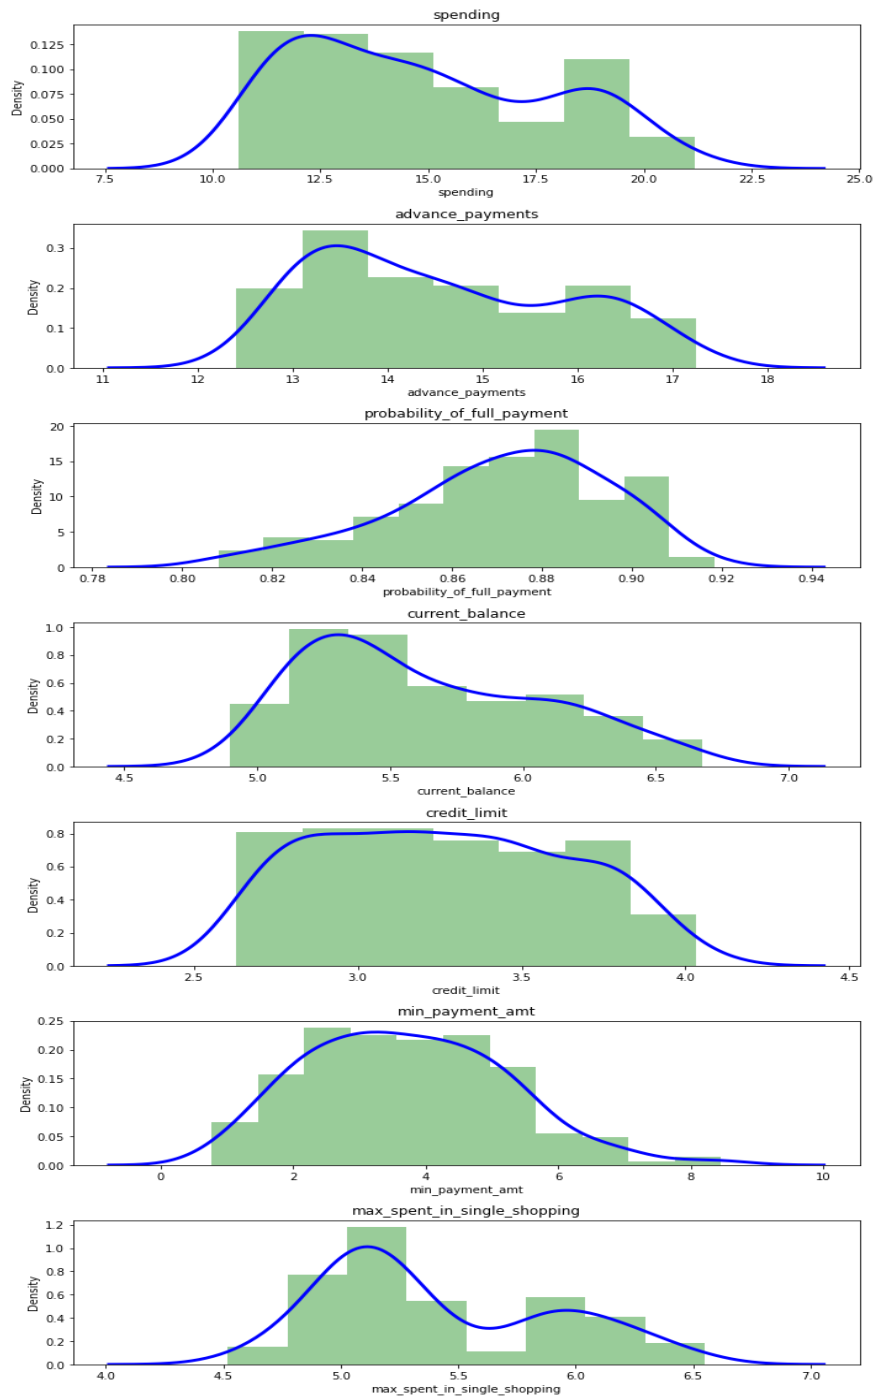 spending
0.125
0.100
0.075
0.050
0.025
0.000
Density
7.5 10.0 12.5 15.0 17.5 20.0 22.5 25.0
spending
advance_payments
0.3
0.2
0.1
0.0
Density
11 12 13 14 15 16 17 18
advance_payments
probability_of_full_payment
20
15
10
5
0
Density
0.78 0.80 0.82 0.84 0.86 0.88 0.90 0.92 0.94
probability_of_full_payment
current_balance
1.0
0.8
0.6
0.4
0.2
0.0
Density
4.5 5.0 5.5 6.0 6.5 7.0
current_balance
credit_limit
0.8
0.6
0.4
0.2
0.0
Density
2.5 3.0 3.5 4.0 4.5
credit_limit
min_payment_amt
0.25
0.20
0.15
0.10
0.05
0.00
Density
0 2 4 6 8 10
min_payment_amt
max_spent_in_single_shopping
1.2
1.0
0.8
0.6
0.4
0.2
0.0
Density
4.0 4.5 5.0 5.5 6.0 6.5 7.0
max_spent_in_single_shopping